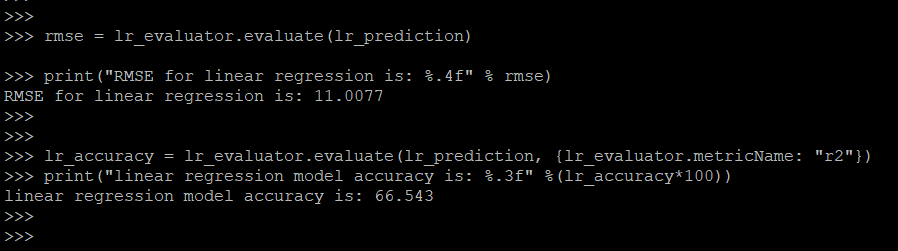 >>>
>>> rmse = lr_evaluator.evaluate(lr_prediction)
>>> print("RMSE for linear regression is: %.4f" % rmse)
RMSE for linear regression is: 11.0077
>>>
>>>
>>> lr_accuracy = lr_evaluator.evaluate(lr_prediction, {lr_evaluator.metricName: "r2"})
>>> print("linear regression model accuracy is: %.3f" %(lr_accuracy*100))
linear regression model accuracy is: 66.543
>>>
>>>